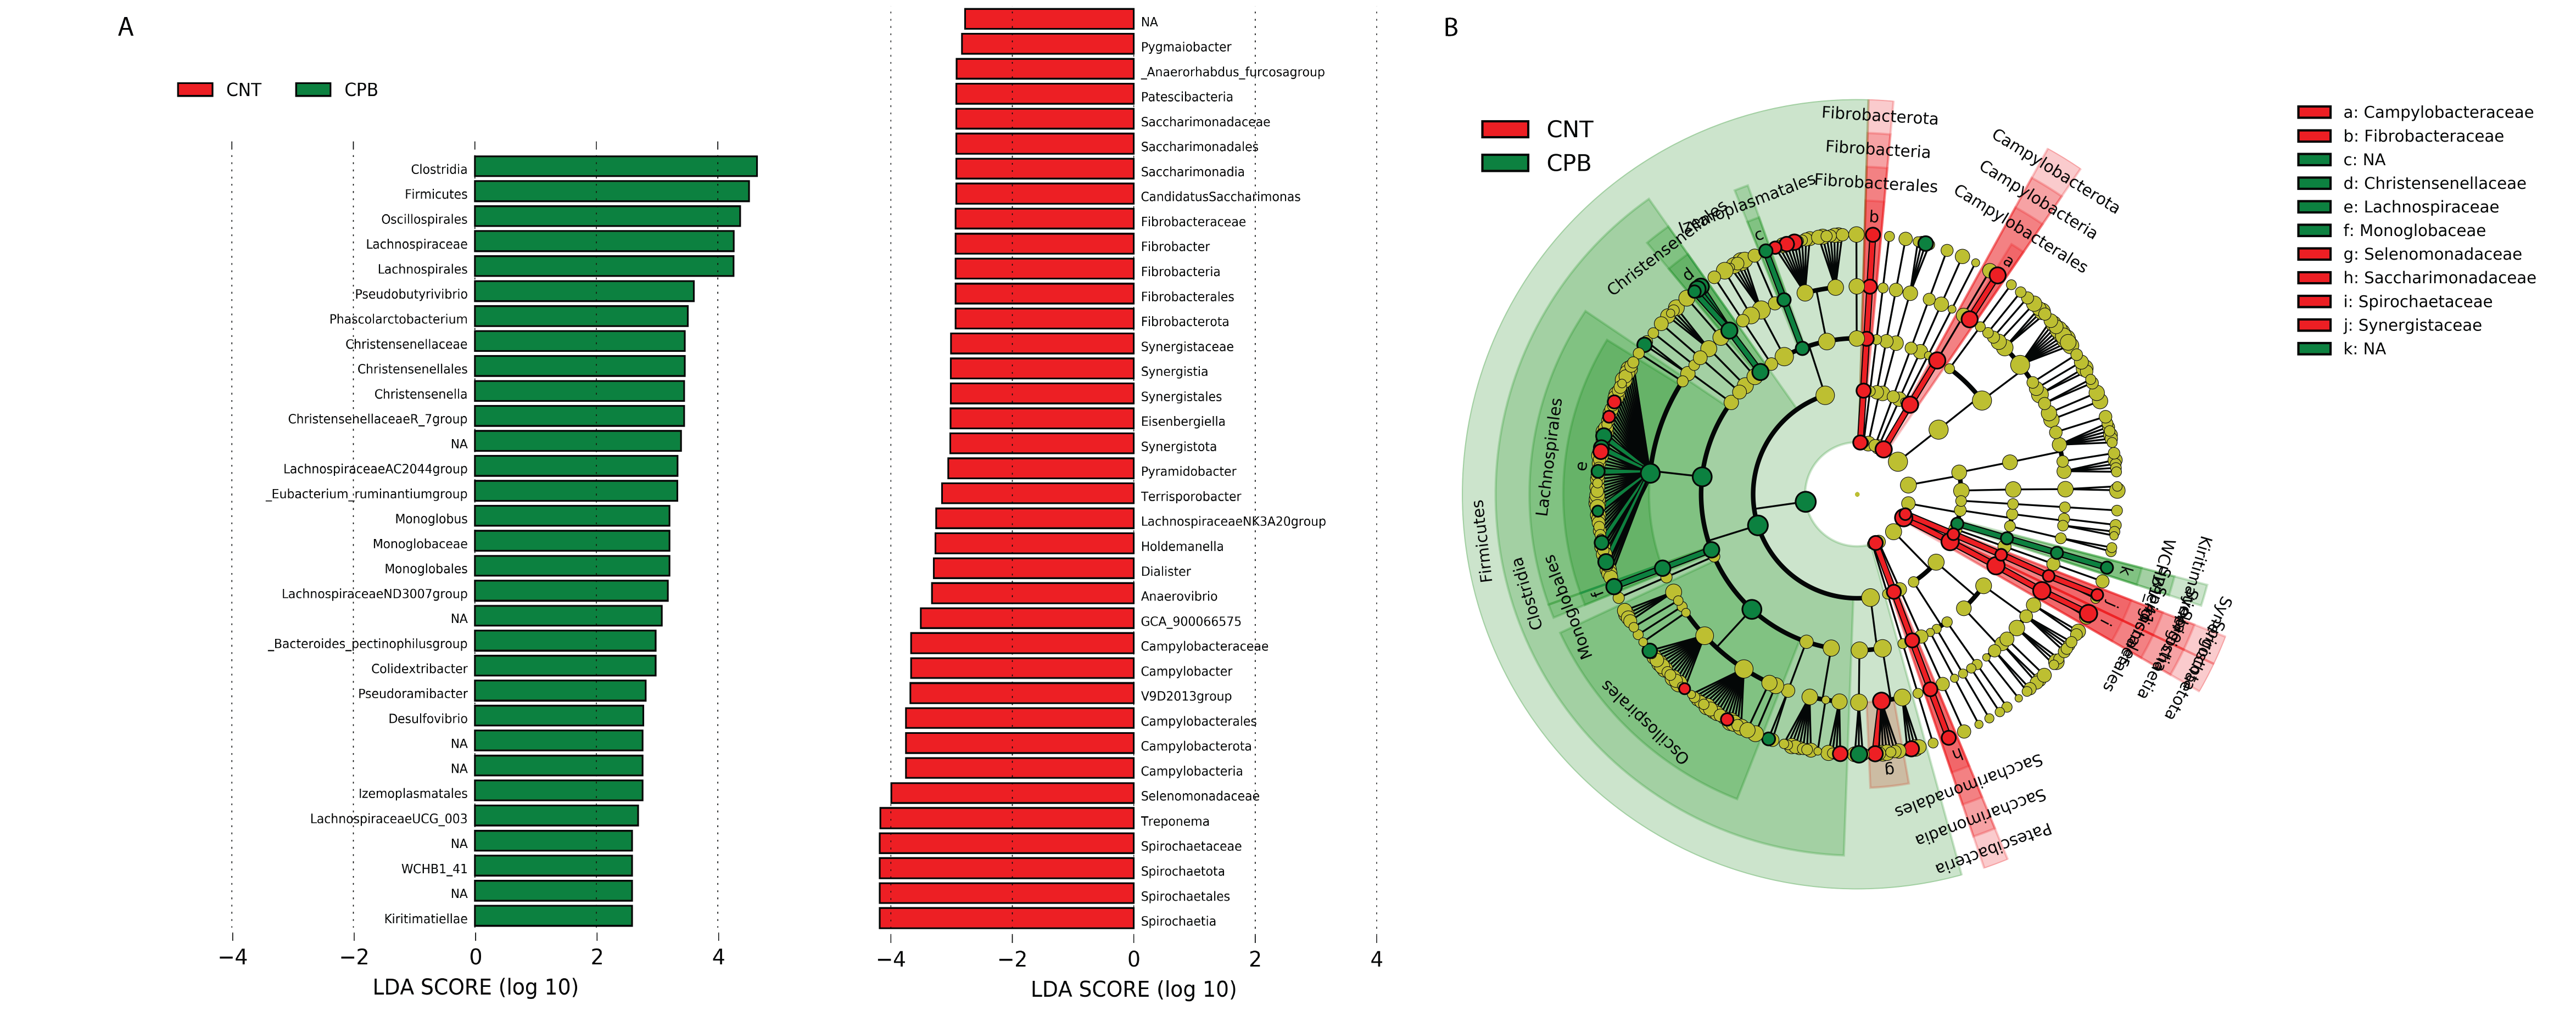 A
CNT
CPB
Clostridia
Firmicutes
Oscillospirales
Lachnospiraceae
Lachnospirales
Pseudobutyrivibrio
Phascolarctobacterium
Christensenellaceae
Christensenellales
Christensenella
ChristensenellaceaeR_7group
NA
LachnospiraceaeAC2044group
_Eubacterium_ruminantiumgroup
Monoglobus
Monoglobaceae
Monoglobales
LachnospiraceaeND3007group
NA
_Bacteroides_pectinophilusgroup
Colidextribacter
Pseudoramibacter
Desulfovibrio
NA
NA
Izemoplasmatales
LachnospiraceaeUCG_003
NA
WCHB1_41
NA
Kiritimatiellae
−4 −2 0 2 4
LDA SCORE (log 10)
NA
Pygmaiobacter
_Anaerorhabdus_furcosagroup
Patescibacteria
Saccharimonadaceae
Saccharimonadales
Saccharimonadia
CandidatusSaccharimonas
Fibrobacteraceae
Fibrobacter
Fibrobacteria
Fibrobacterales
Fibrobacterota
Synergistaceae
Synergistia
Synergistales
Eisenbergiella
Synergistota
Pyramidobacter
Terrisporobacter
LachnospiraceaeNK3A20group
Holdemanella
Dialister
Anaerovibrio
GCA_900066575
Campylobacteraceae
Campylobacter
V9D2013group
Campylobacterales
Campylobacterota
Campylobacteria
Selenomonadaceae
Treponema
Spirochaetaceae
Spirochaetota
Spirochaetales
Spirochaetia
−4 −2 0 2 4
LDA SCORE (log 10)
B
CNT
CPB
Fibrobacterota
Fibrobacteria
Fibrobacterales
b
Campylobacterota
Campylobacteria
Campylobacterales
a
Izemoplasmatales
c
Christensenellales
d
Lachnospirales
e
Firmicutes
Clostridia
Monoglobales
f
Oscillospirales
g
h
Saccharimonadales
Saccharimonadia
Patescibacteria
i
j
k
a: Campylobacteraceae
b: Fibrobacteraceae
c: NA
d: Christensenellaceae
e: Lachnospiraceae
f: Monoglobaceae
g: Selenomonadaceae
h: Saccharimonadaceae
i: Spirochaetaceae
j: Synergistaceae
k: NA